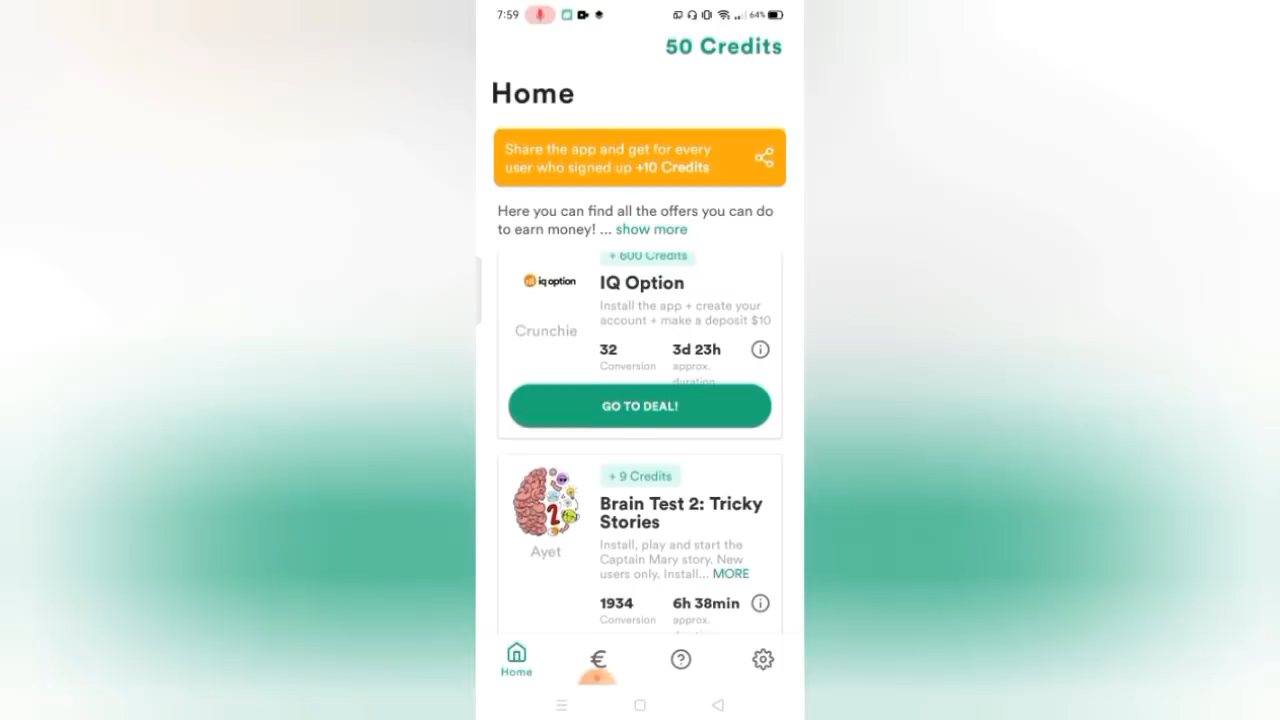 7:59 64%
50 Credits
Home
Share the app and get for every
user who signed up +10 Credits
Here you can find all the offers you can do
to earn money! ... show more
+ 600 Credits
iq option
IQ Option
Install the app + create your
account + make a deposit $10
Crunchie
32 3d 23h
Conversion approx.
duration
GO TO DEAL!
+ 9 Credits
2
Brain Test 2: Tricky
Stories
Install, play and start the
Captain Mary story. New
users only. Install... MORE
Ayet
1934 6h 38min
Conversion approx.
€
Home